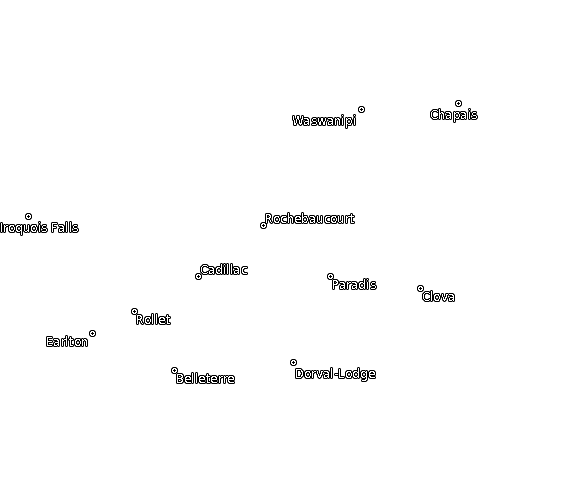 Chapais
Waswanipi
Rochebaucourt
Iroquois Falls
Cadillac
Paradis
Clova
Rollet
Earlton
Dorval-Lodge
Belleterre